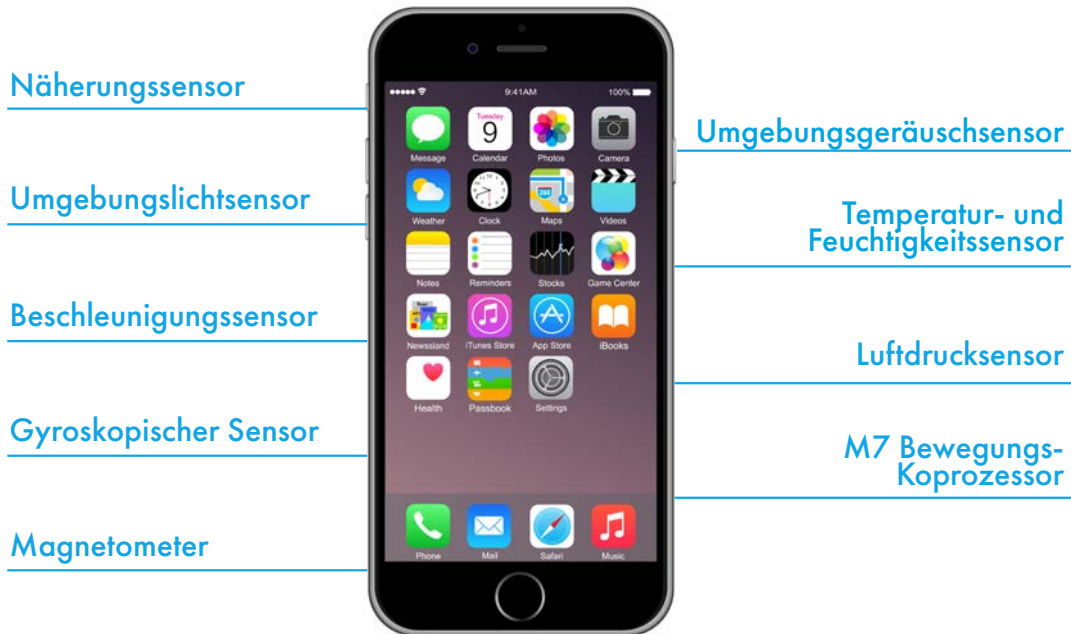 Näherungssensor
Umgebungslichtsensor
Beschleunigungssensor
Gyroskopischer Sensor
Magnetometer
9:41AM 100%
Tuesday
9
Message Calendar Photos Camera
280
Weather Clock Maps Videos
Notes Reminders Stocks Game Center
Newssland iTunes Store App Store iBooks
Health Passbook Settings
Phone Mail Safari Music
Umgebungsgeräuschsensor
Temperatur- und
Feuchtigkeitssensor
Luftdrucksensor
M7 Bewegungs-
Koprozessor